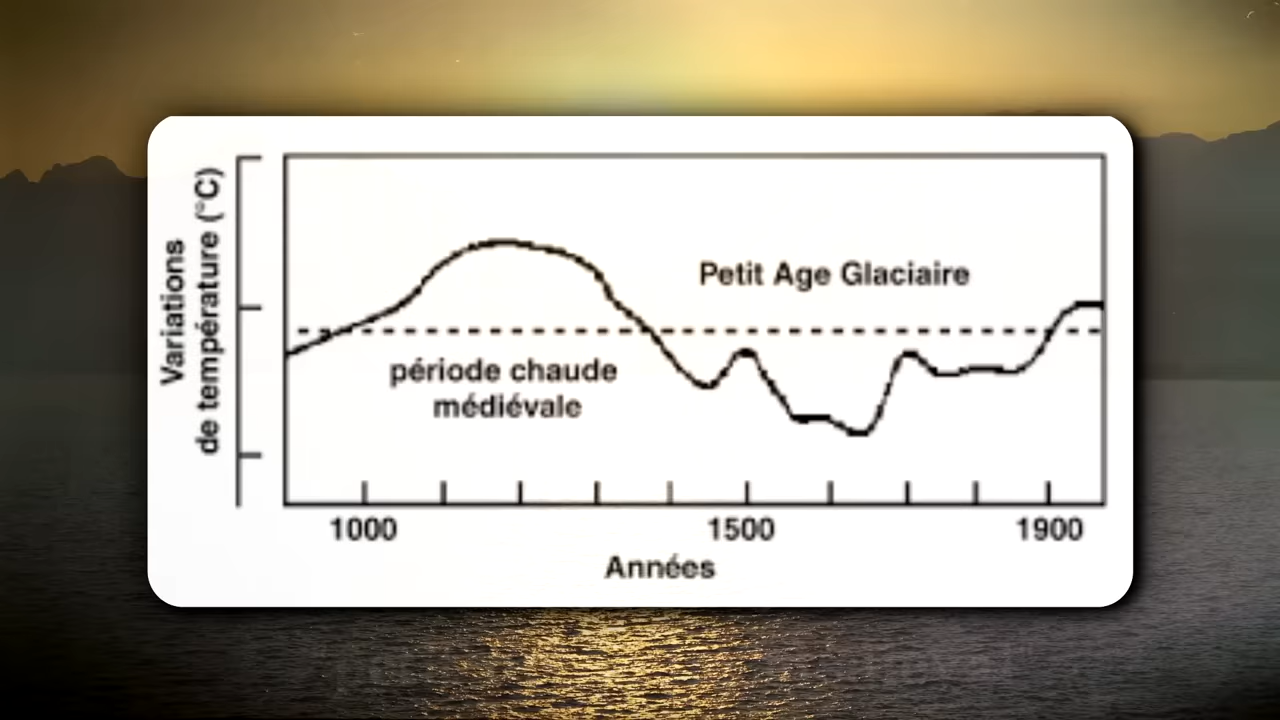 Variations
de température (°C)
Petit Age Glaciaire
période chaude
médiévale
1000
1500
1900
Années